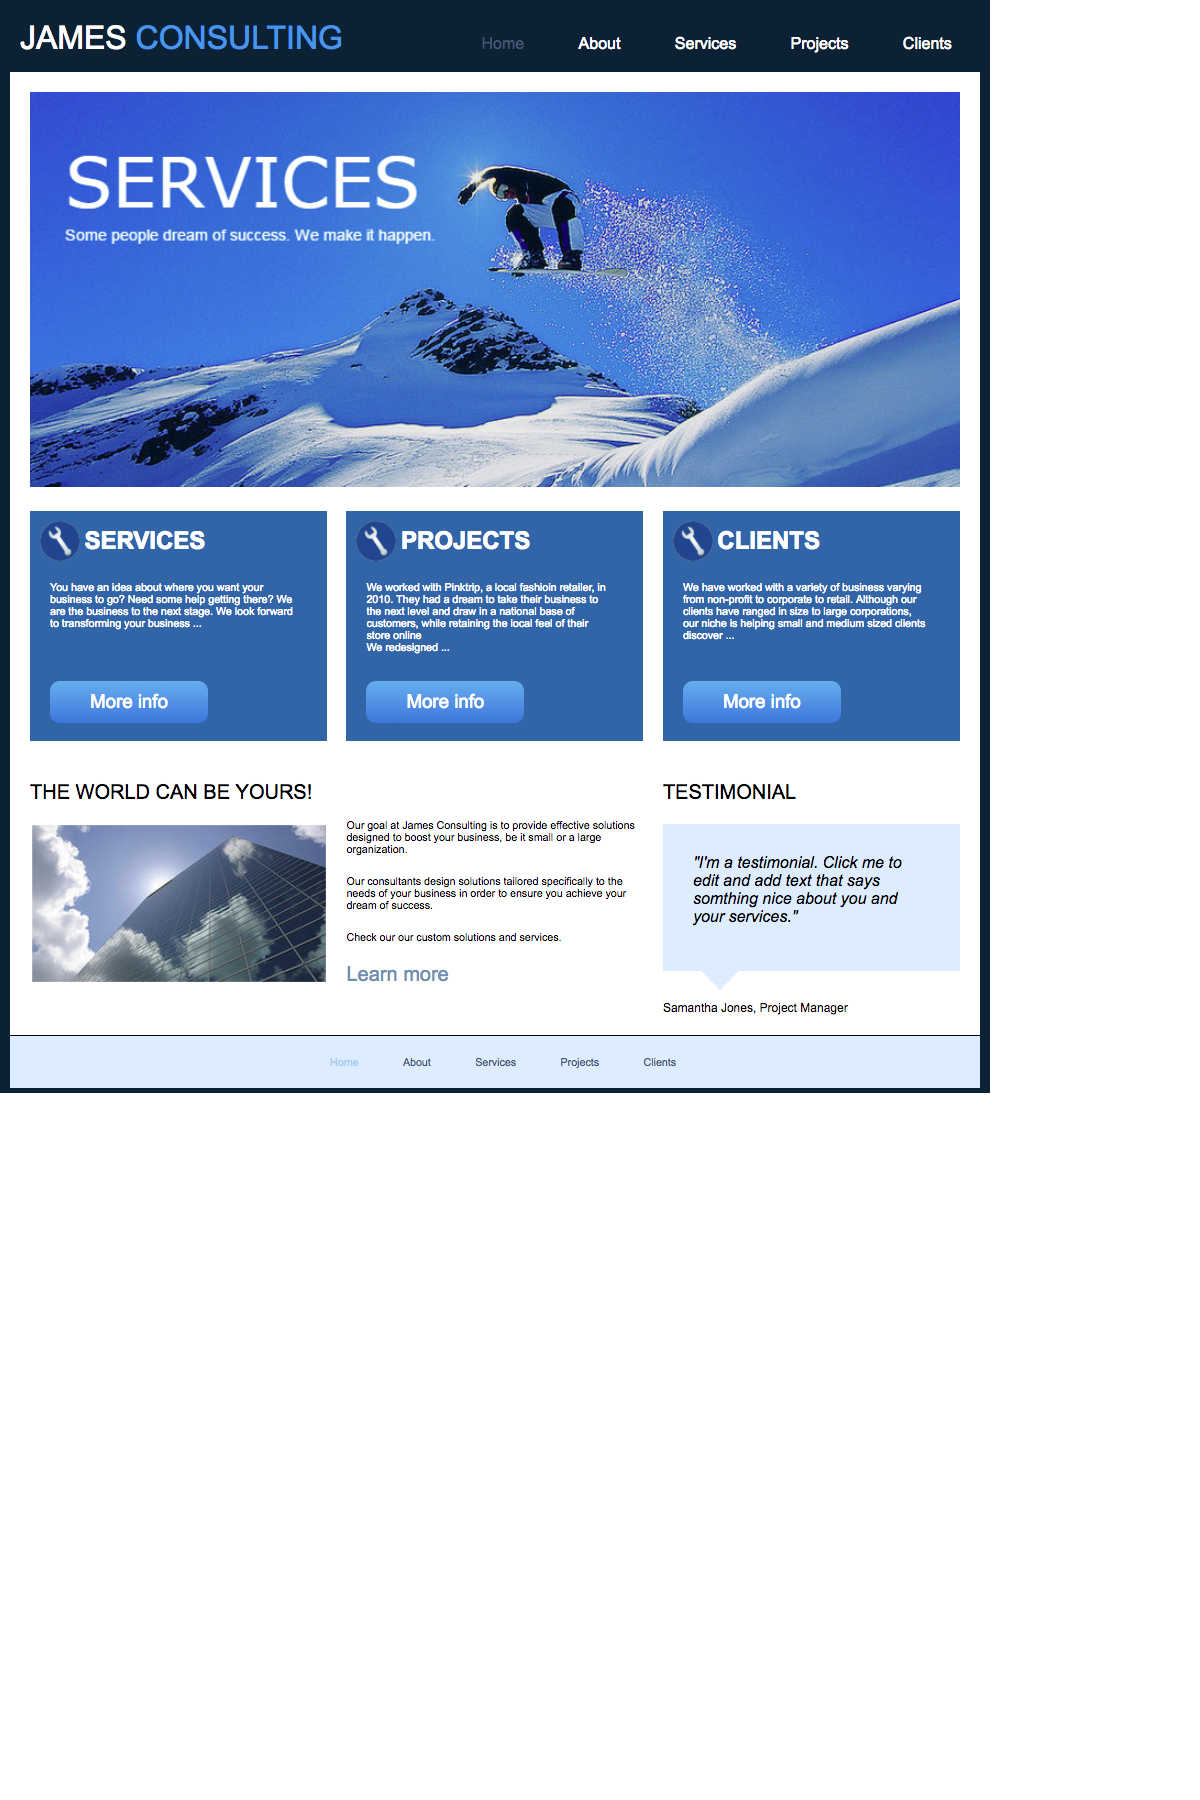 JAMES CONSULTING
Home About Services Projects Clients
SERVICES
Some people dream of success. We make it happen.
SERVICES
You have an idea about where you want your
business to go? Need some help getting there? We
are the business to the next stage. We look forward
to transforming your business ...
More info
PROJECTS
We worked with Pinktrip, a local fashioin retailer, in
2010. They had a dream to take their business to
the next level and draw in a national base of
customers, while retaining the local feel of their
store online
We redesigned ...
More info
CLIENTS
We have worked with a variety of business varying
from non-profit to corporate to retail. Although our
clients have ranged in size to large corporations,
our niche is helping small and medium sized clients
discover ...
More info
THE WORLD CAN BE YOURS!
Our goal at James Consulting is to provide effective solutions
designed to boost your business, be it small or a large
organization.
Our consultants design solutions tailored specifically to the
needs of your business in order to ensure you achieve your
dream of success.
Check our our custom solutions and services.
Learn more
TESTIMONIAL
"I'm a testimonial. Click me to
edit and add text that says
somthing nice about you and
your services."
Samantha Jones, Project Manager
Home About Services Projects Clients